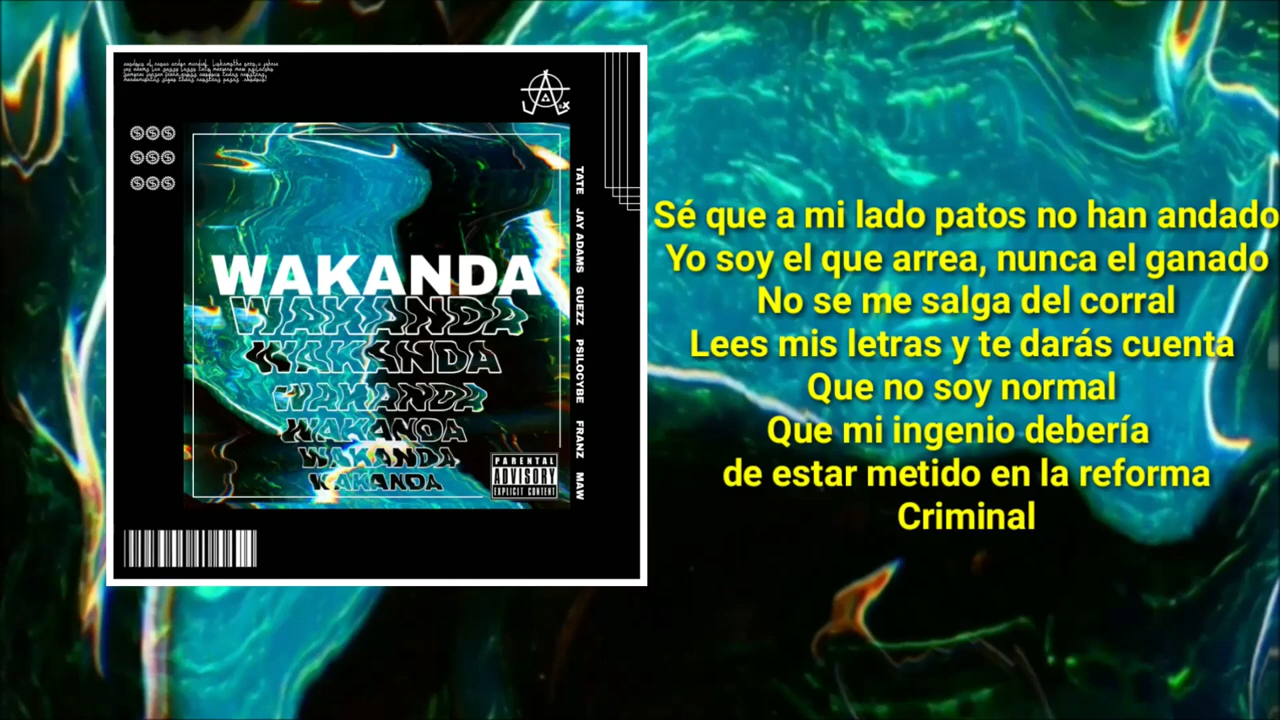 $$$
$$$
$$$
WAKANDA
WAKANDA
WAKANDA
WAKANDA
WAKANDA
WAKANDA
WAKANDA
PARENTAL
ADVISORY
EXPLICIT CONTENT
TATE JAY ADAMS GUEZZ PSILOCYBE FRANZ MAW
Sé que a mi lado patos no han andado
Yo soy el que arrea, nunca el ganado
No se me salga del corral
Lees mis letras y te darás cuenta
Que no soy normal
Que mi ingenio debería
de estar metido en la reforma
Criminal